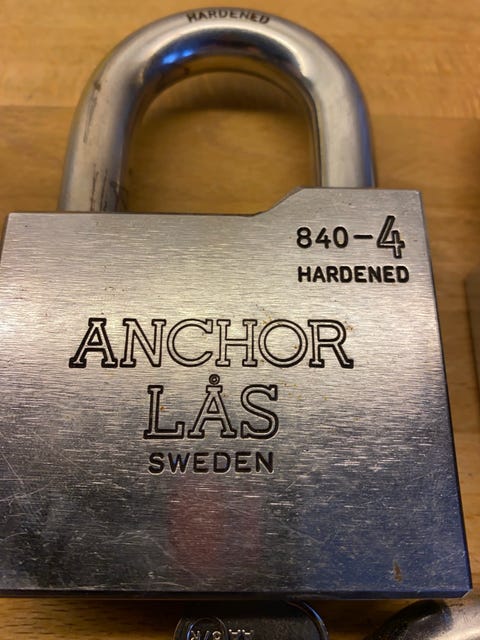 HARDENED
840-4
HARDENED
ANCHOR
LÅS
SWEDEN